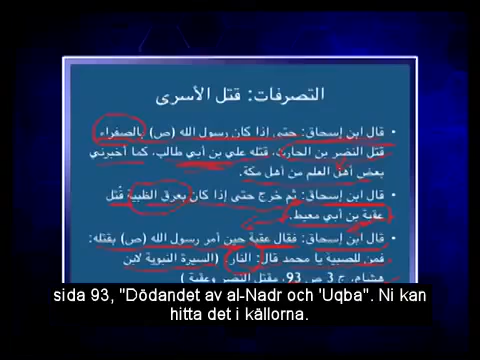 التصرفات: قتل الأسرى
• قال ابن إسحاق: حتى إذا كان رسول الله (ص) بالصفراء
قتل النضر بن الحارث، قتله علي بن أبي طالب، كما أخبرني
بعض أهل العلم من أهل مكة.
• قال ابن إسحاق: ثم خرج حتى إذا كان بعرق الظبية قُتل
عقبة بن أبي معيط.
• قال ابن إسحاق: فقال عقبة حين أمر رسول الله (ص) بقتله:
فمن للصبية يا محمد قال: النار. (السيرة النبوية لابن
هشام، ج 3 ص 93، مقتل النضر وعقبة )
sida 93, "Dödandet av al-Nadr och 'Uqba". Ni kan
hitta det i källorna.